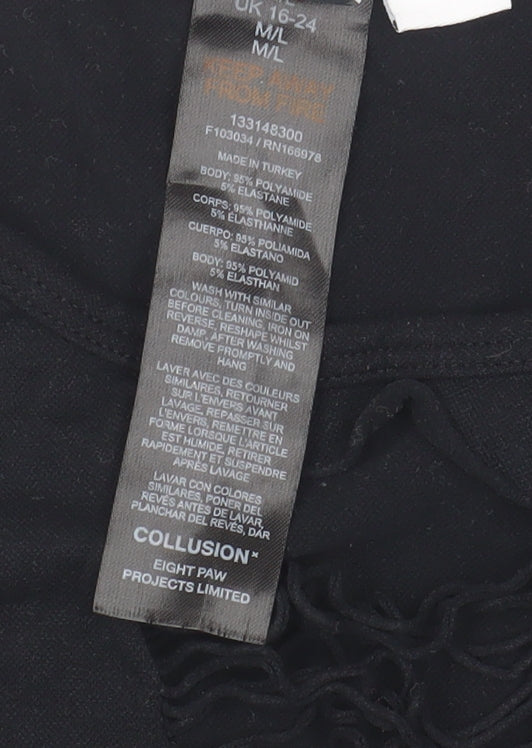 UK 16-24
M/L
M/L
KEEP AWAY
FROM FIRE
133148300
F103034 / RN166978
MADE IN TURKEY
BODY: 95% POLYAMIDE
5% ELASTANE
CORPS: 95% POLYAMIDE
5% ELASTHANNE
CUERPO: 95% POLIAMIDA
5% ELASTANO
BODY: 95% POLYAMID
5% ELASTHAN
WASH WITH SIMILAR
COLOURS, TURN INSIDE OUT
BEFORE CLEANING, IRON ON
REVERSE, RESHAPE WHILST
DAMP, AFTER WASHING
REMOVE PROMPTLY AND
HANG
LAVER AVEC DES COULEURS
SIMILAIRES, RETOURNER
SUR L'ENVERS AVANT
LAVAGE, REPASSER SUR
L'ENVERS, REMETTRE EN
FORME LORSQUE L'ARTICLE
EST HUMIDE, RETIRER
RAPIDEMENT ET SUSPENDRE
APRÈS LAVAGE
LAVAR CON COLORES
SIMILARES, PONER DEL
REVÉS ANTES DE LAVAR,
PLANCHAR DEL REVÉS, DAR
COLLUSION×
EIGHT PAW
PROJECTS LIMITED